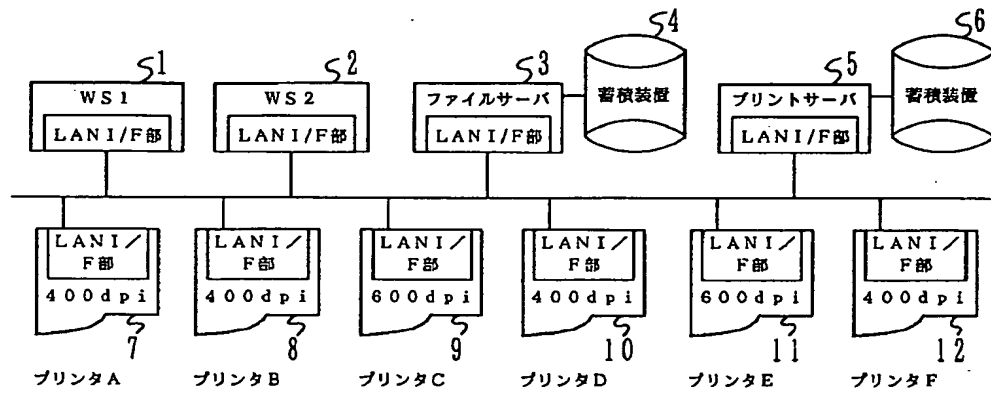 1
2
3
4
5
6
WS1
WS2
ファイルサーバ
蓄積装置
プリントサーバ
蓄積装置
LANI/F部
LANI/F部
LANI/F部
LANI/F部
LANI/
F部
400dpi
LANI/
F部
400dpi
LANI/
F部
600dpi
LANI/
F部
400dpi
LANI/
F部
600dpi
LANI/
F部
400dpi
7
8
9
10
11
12
プリンタA
プリンタB
プリンタC
プリンタD
プリンタE
プリンタF